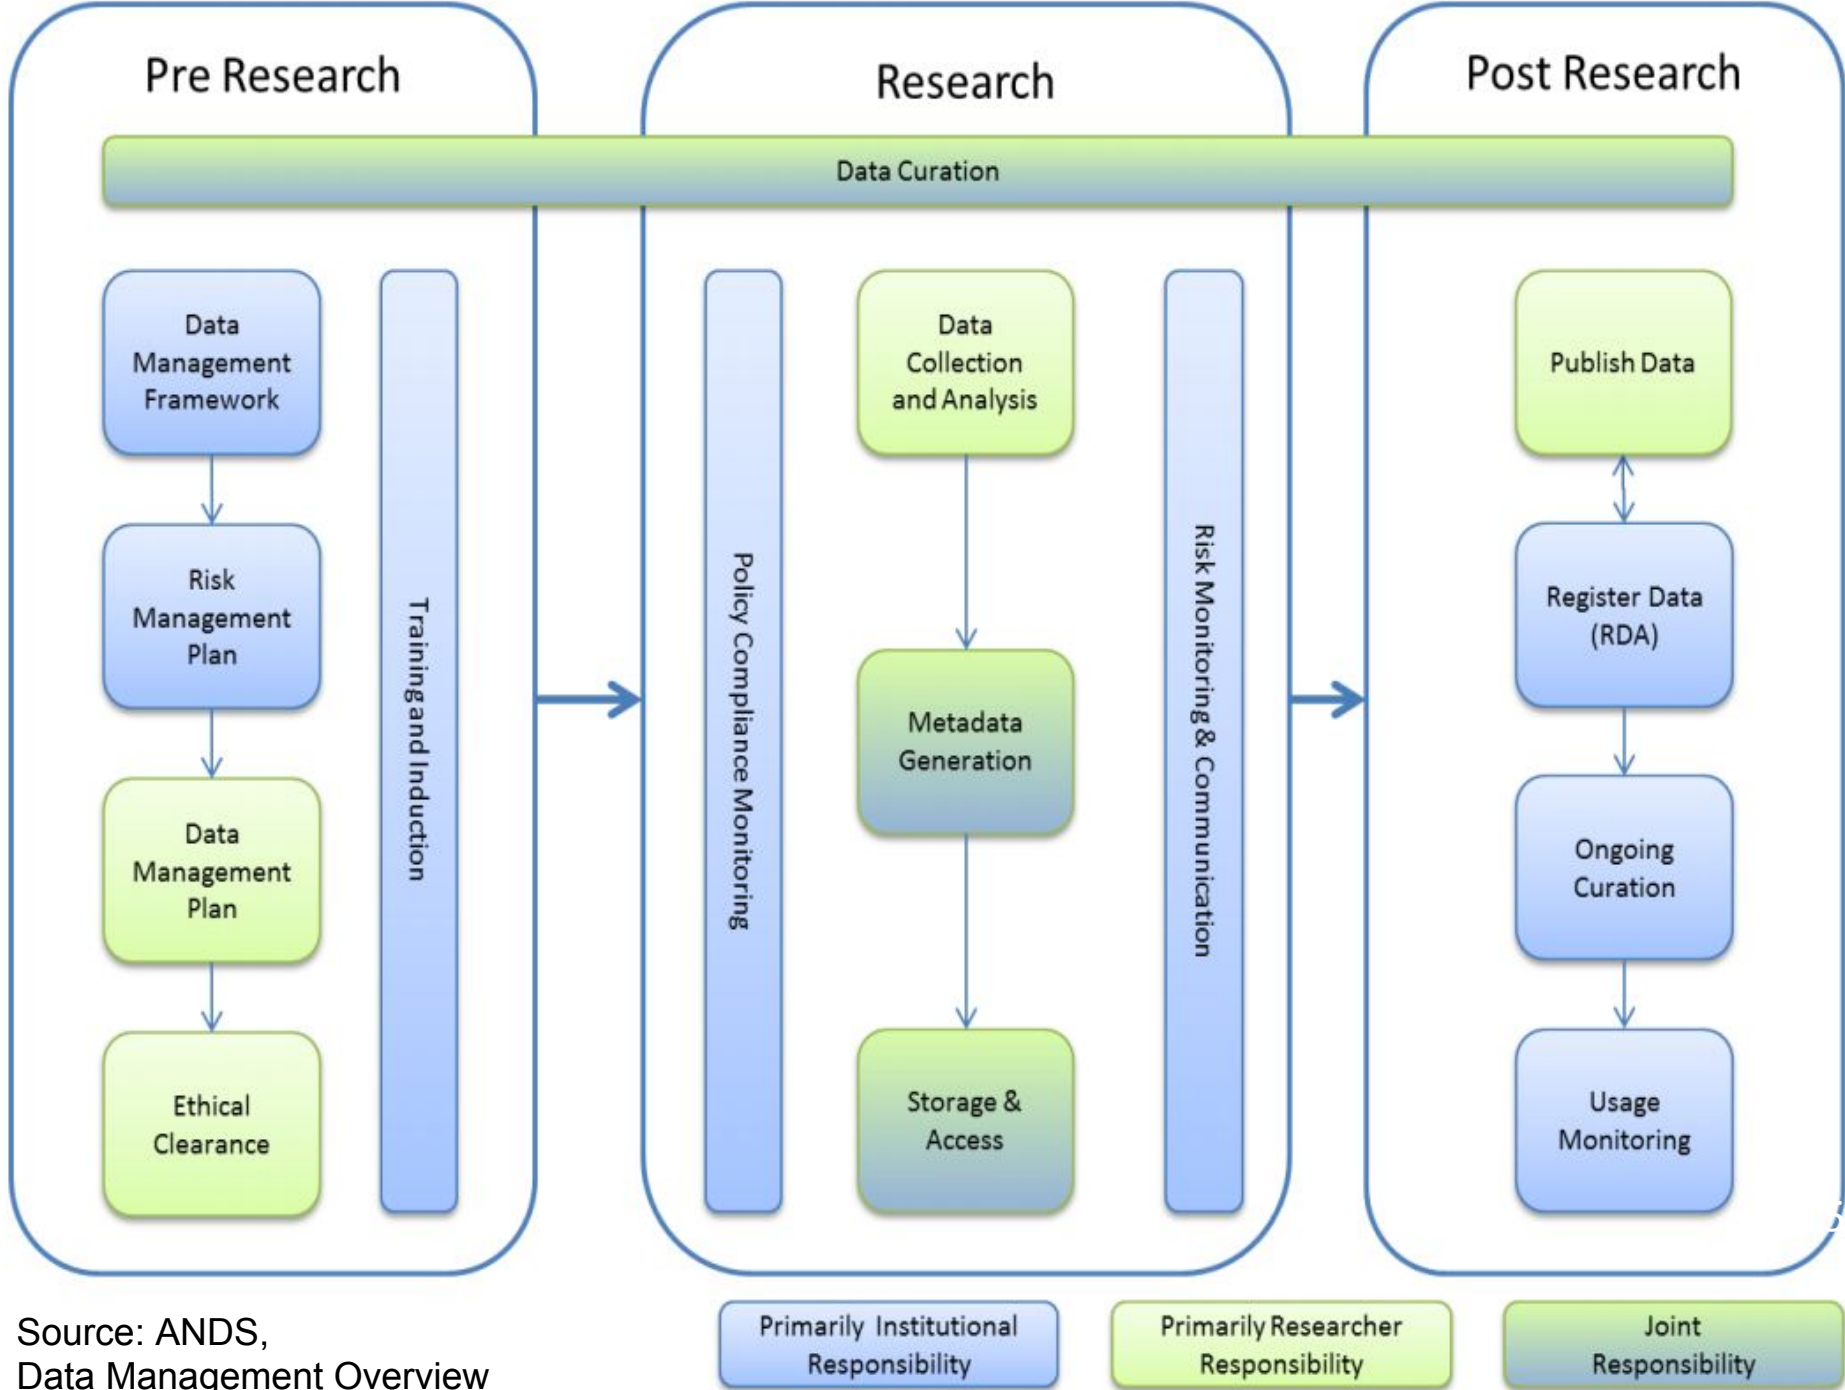 Pre Research
Research
Post Research
Data Curation
Data
Management
Framework
Risk
Management
Plan
Data
Management
Plan
Ethical
Clearance
Training and Induction
Policy Compliance Monitoring
Data
Collection
and Analysis
Metadata
Generation
Storage &
Access
Risk Monitoring & Communication
Publish Data
Register Data
(RDA)
Ongoing
Curation
Usage
Monitoring
Source: ANDS,
Data Management Overview
Primarily Institutional
Responsibility
Primarily Researcher
Responsibility
Joint
Responsibility